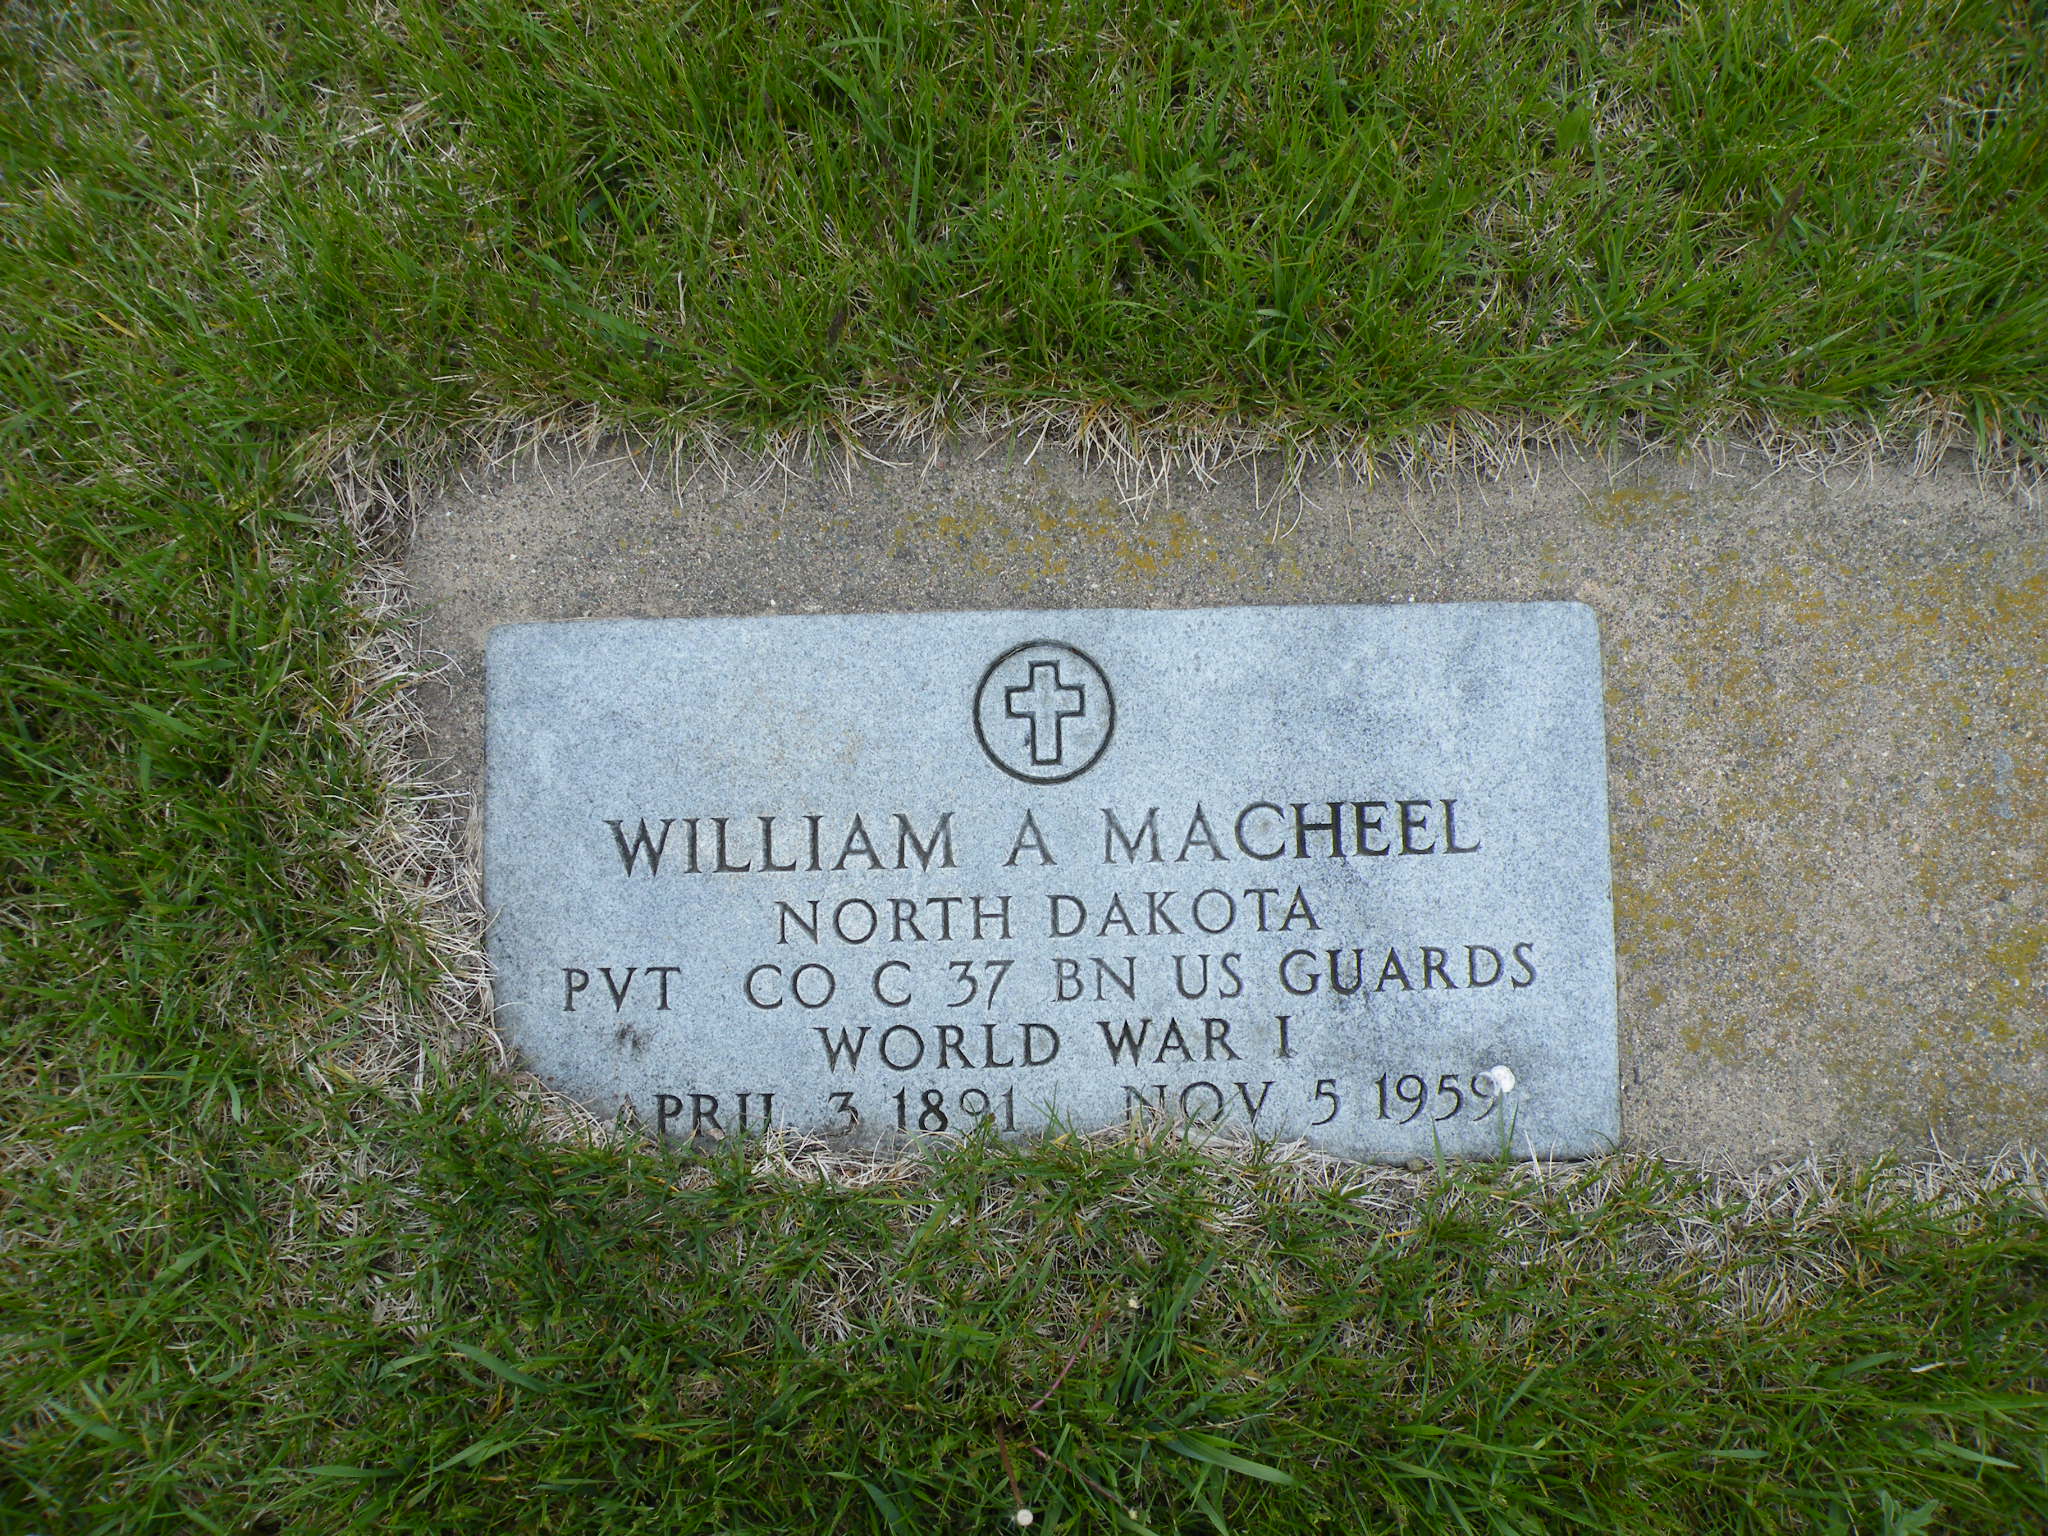 WILLIAM A MACHEEL
NORTH DAKOTA
PVT CO C 37 BN US GUARDS
WORLD WAR I
APRIL 3 1891 NOV 5 1959